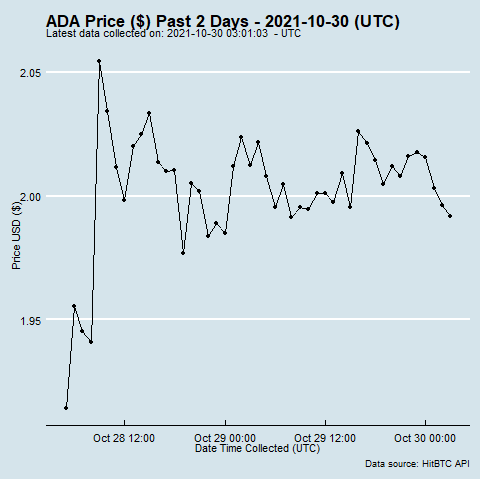 ADA Price ($) Past 2 Days - 2021-10-30 (UTC)
Latest data collected on: 2021-10-30 03:01:03  - UTC
2.05
2.00
1.95
Price USD ($)
Oct 28 12:00
Oct 29 00:00
Oct 29 12:00
Oct 30 00:00
Date Time Collected (UTC)
Data source: HitBTC API